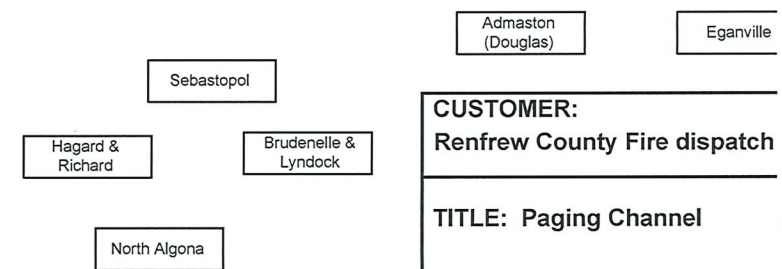 Admaston
(Douglas)
Eganville
Sebastopol
CUSTOMER:
Renfrew County Fire dispatch
Hagard &
Richard
Brudenelle &
Lyndock
TITLE: Paging Channel
North Algona